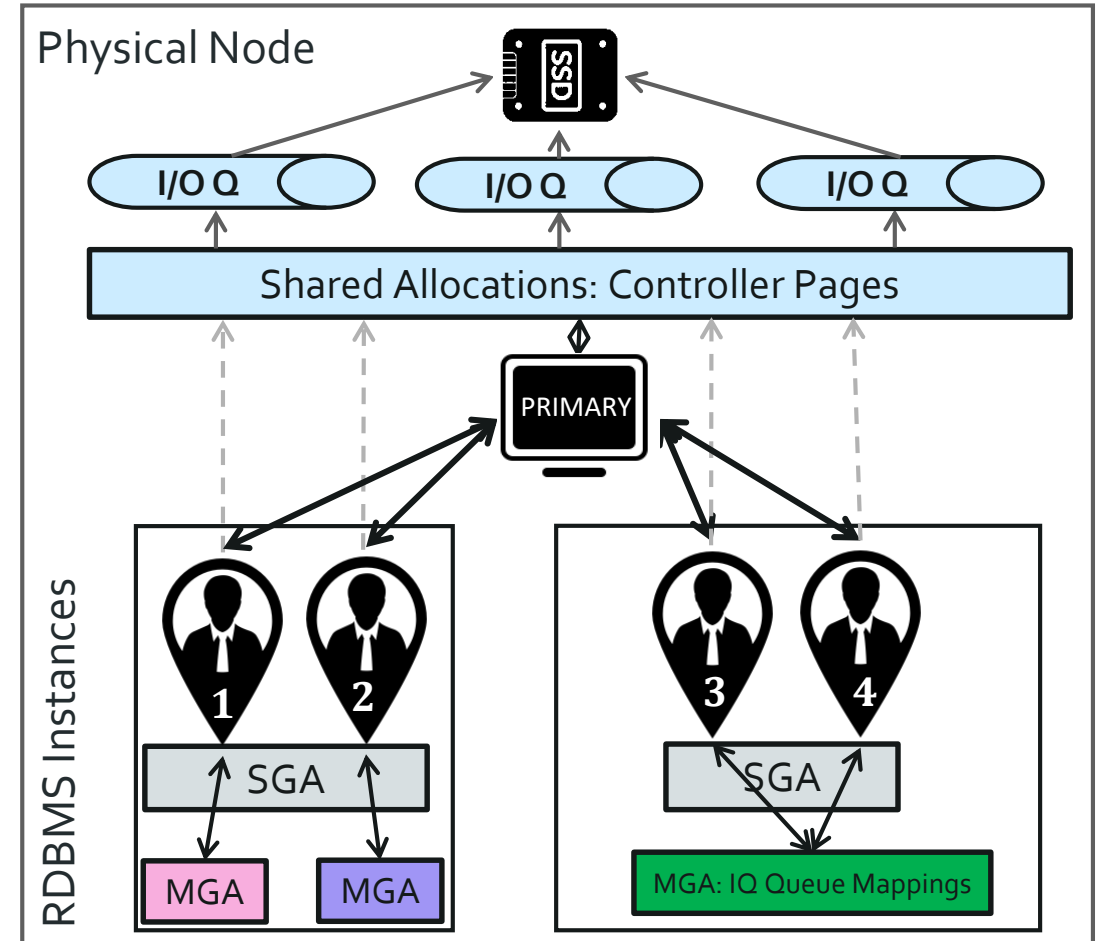 Physical Node
SSD
I/O Q
I/O Q
I/O Q
Shared Allocations: Controller Pages
PRIMARY
RDBMS Instances
1
2
3
4
SGA
SGA
MGA
MGA
MGA: IQ Queue Mappings